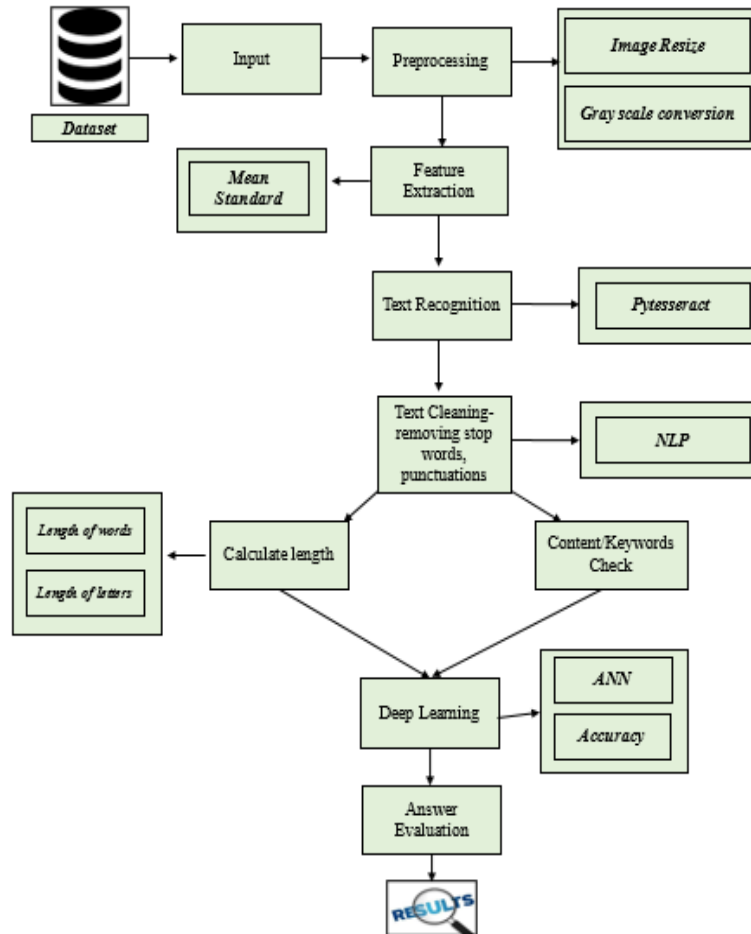 Input
Preprocessing
Image Resize
Gray scale conversion
Dataset
Feature
Extraction
Mean
Standard
Text Recognition
Pytesseract
Text Cleaning-
removing stop
words,
punctuations
NLP
Length of words
Length of letters
Calculate length
Content/Keywords
Check
Deep Learning
ANN
Accuracy
Answer
Evaluation
RESULTS